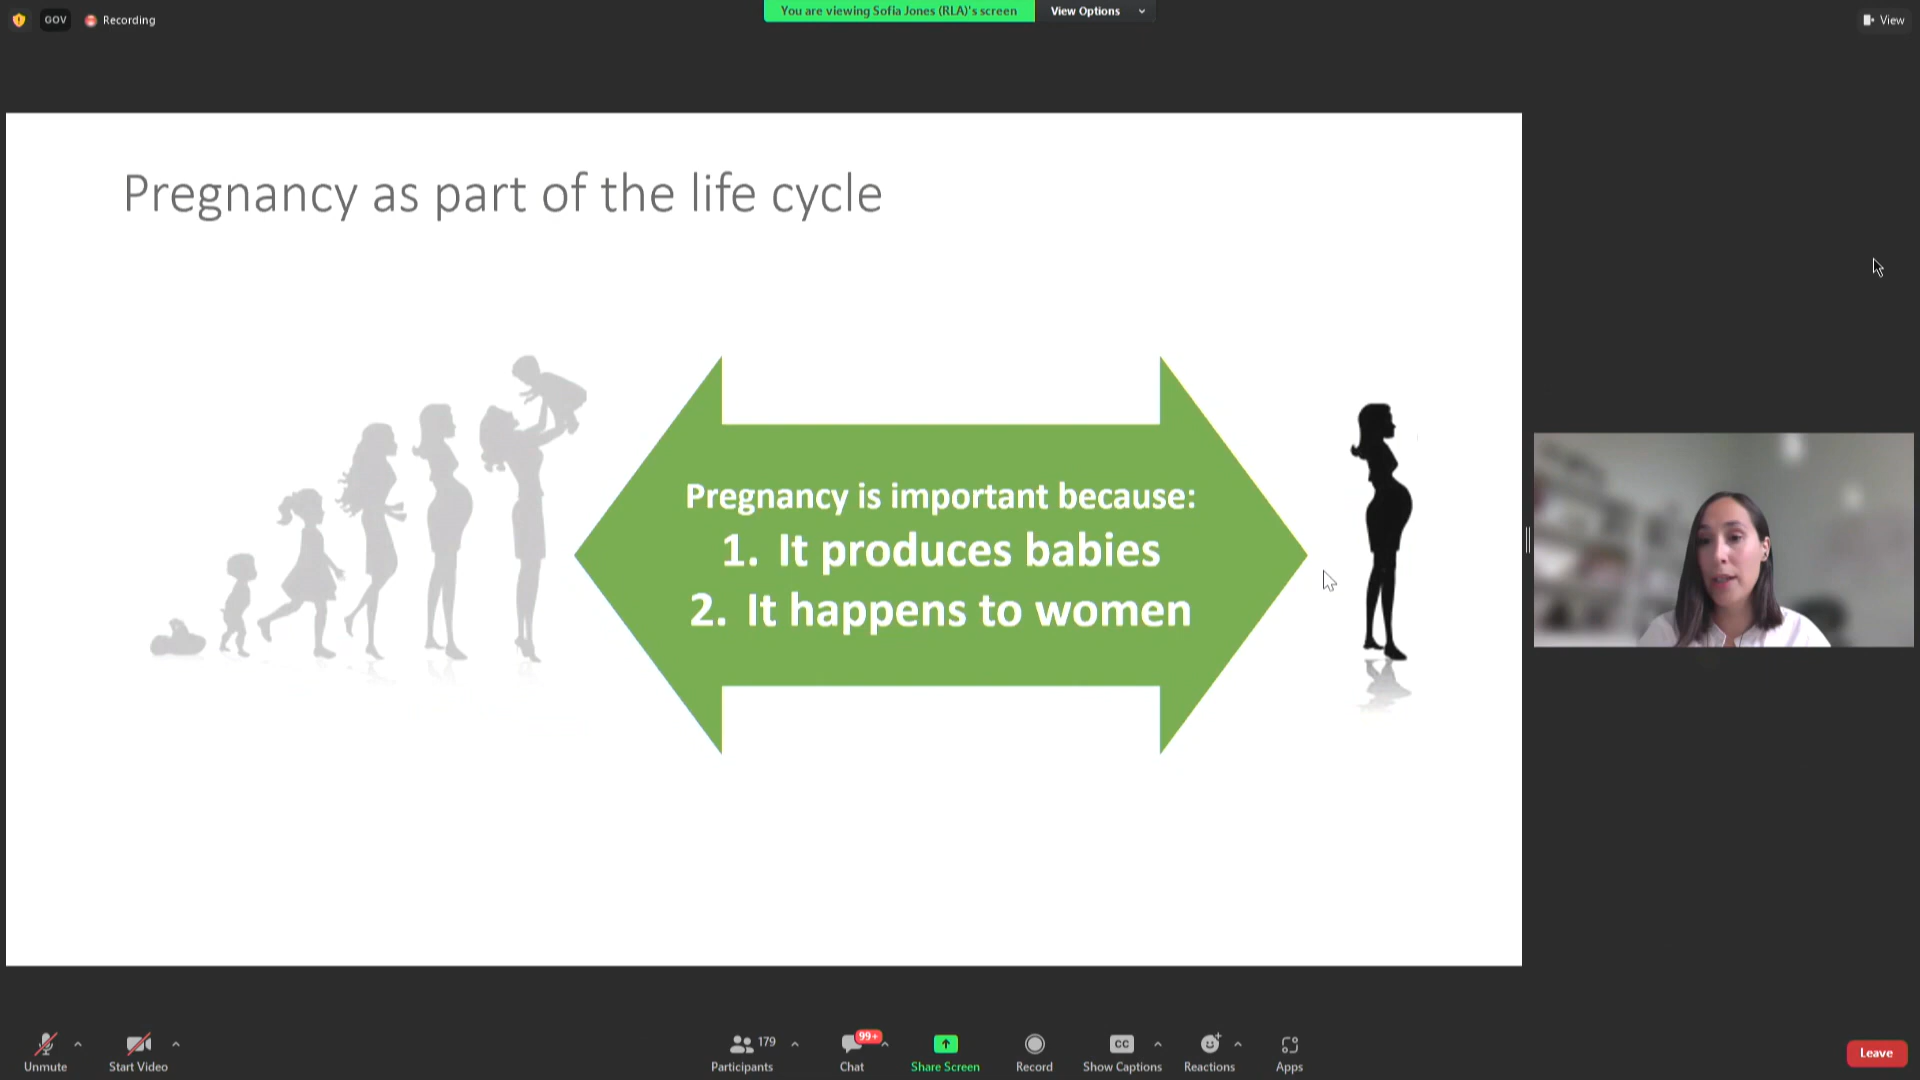 GOV
Recording
You are viewing Sofia Jones (RLA)'s screen
View Options
View
Pregnancy as part of the life cycle
Pregnancy is important because:
1. It produces babies
2. It happens to women
Unmute
Start Video
179
Participants
99+
Chat
Share Screen
Record
CC
Show Captions
Reactions
Apps
Leave